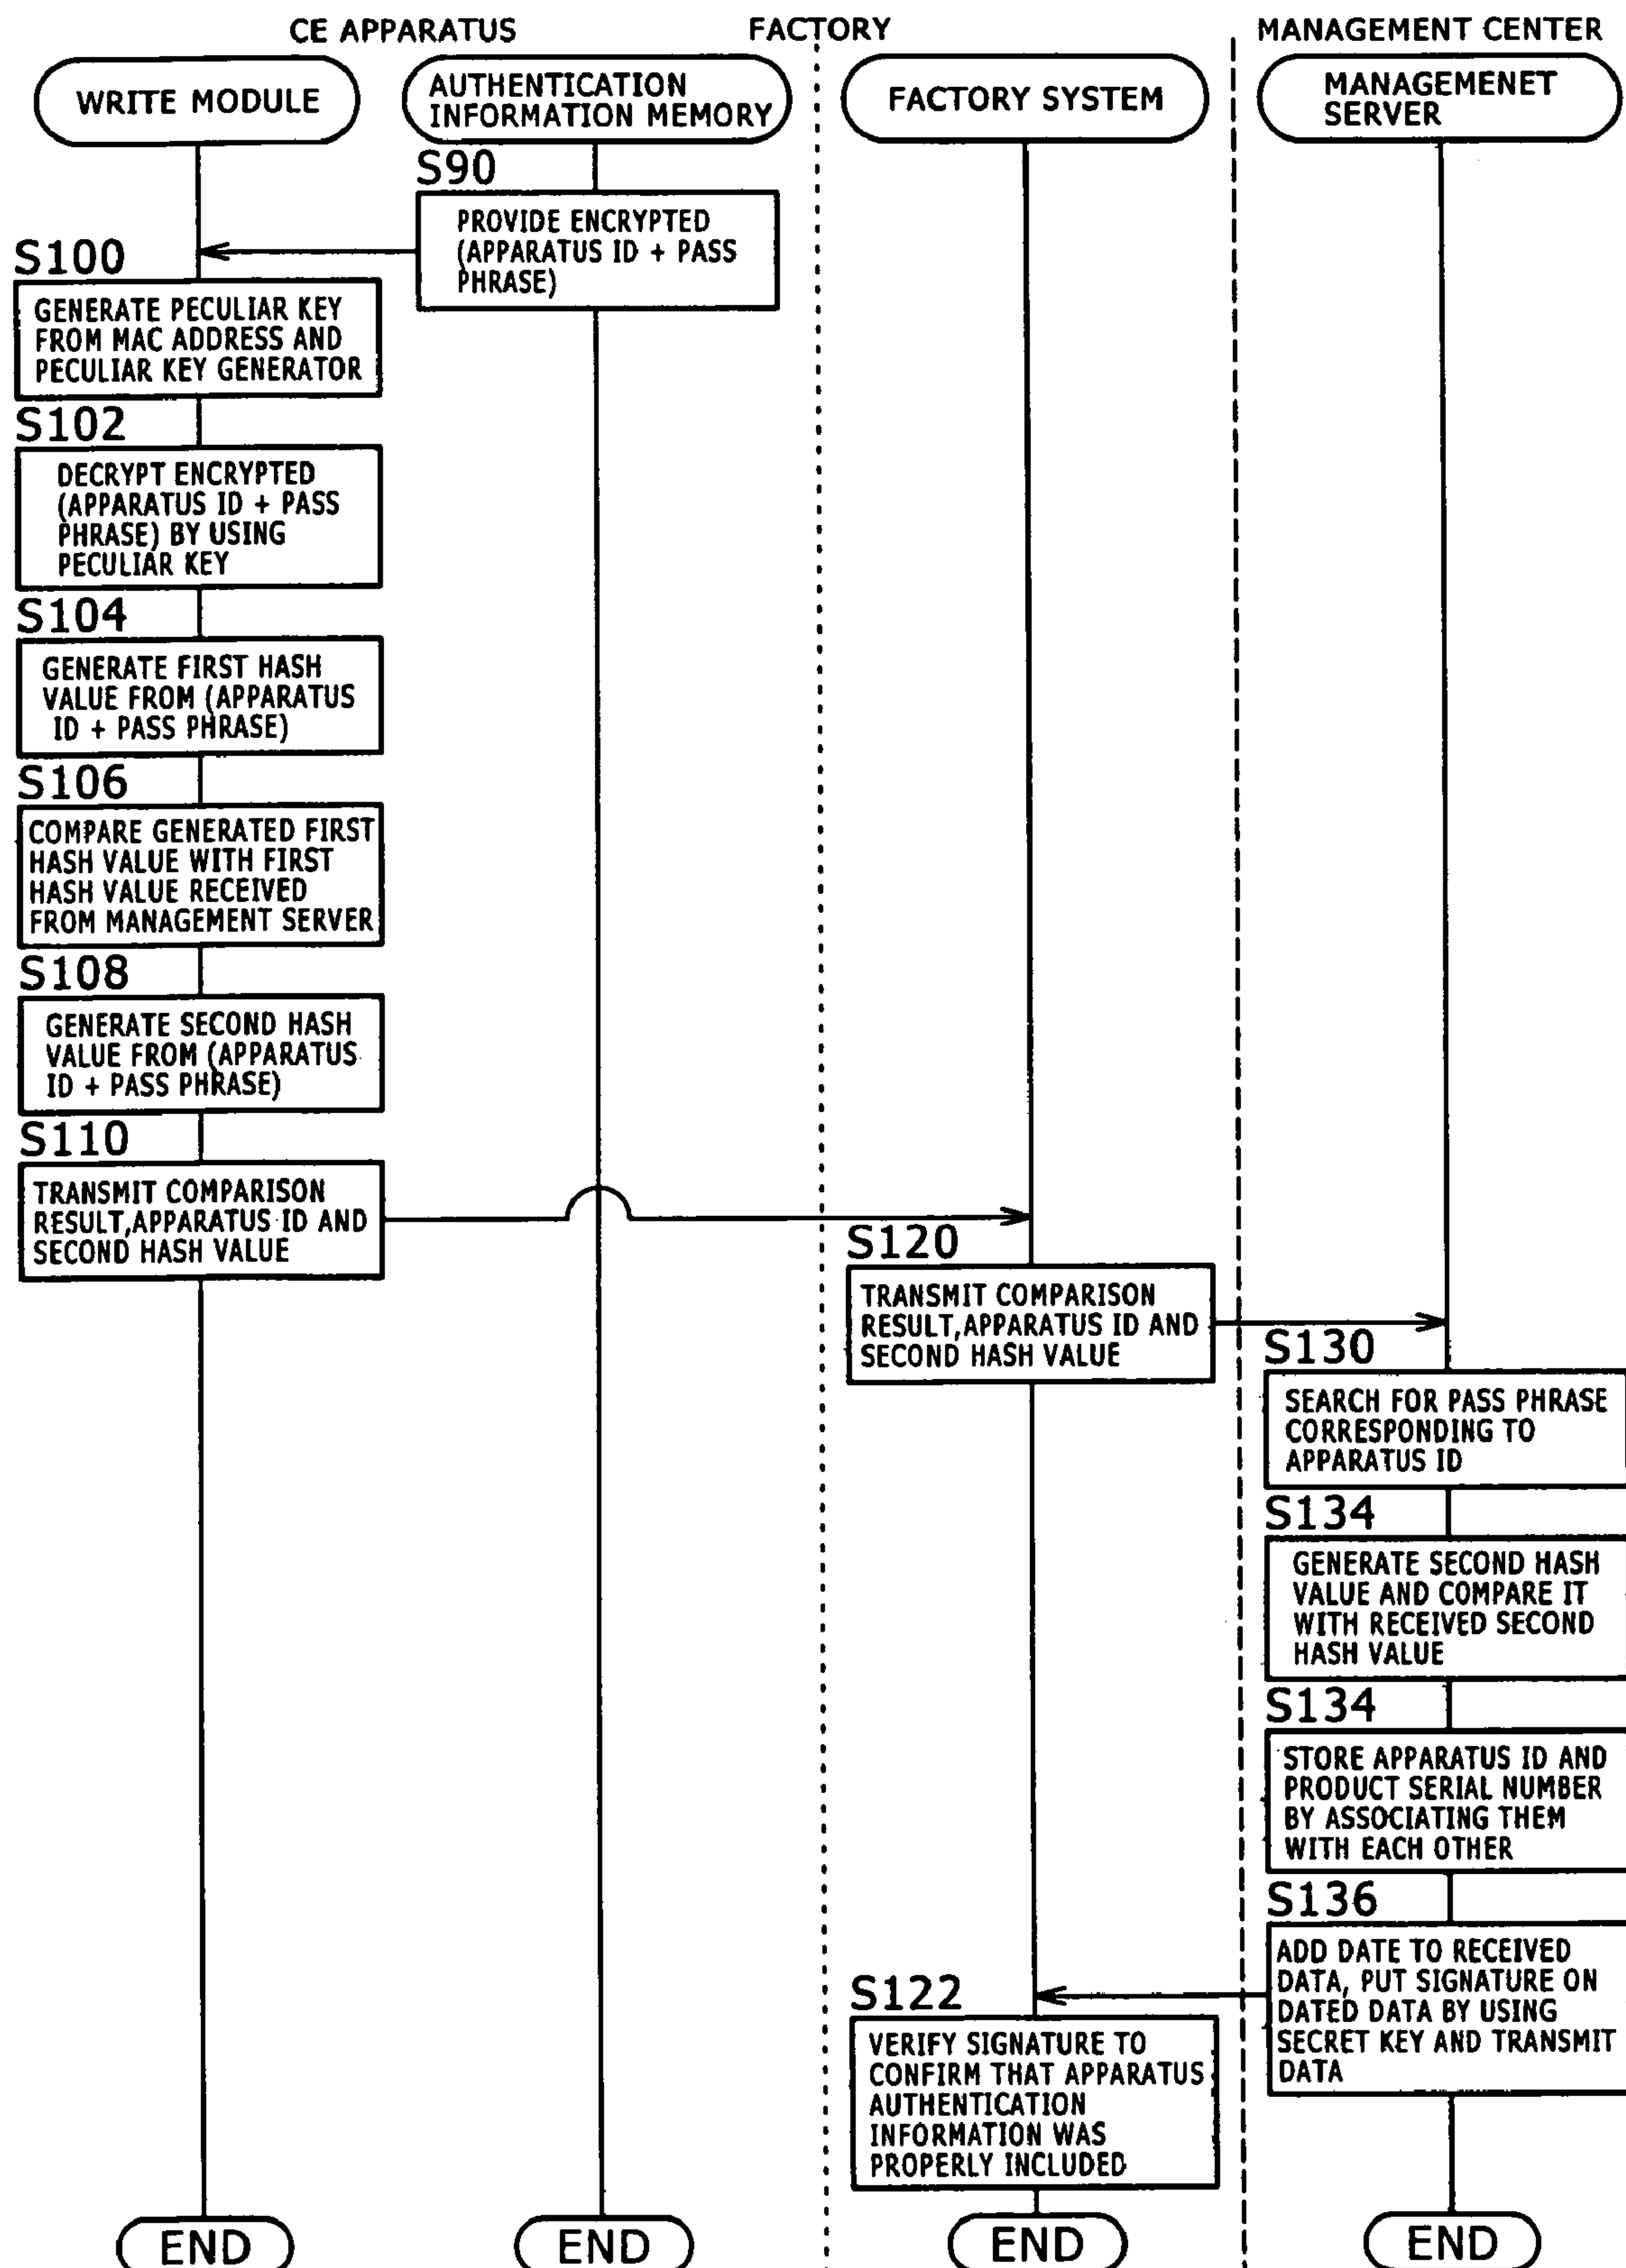 CE APPARATUS
FACTORY
MANAGEMENT CENTER
WRITE MODULE
AUTHENTICATION
INFORMATION MEMORY
FACTORY SYSTEM
MANAGEMENET
SERVER
S90
PROVIDE ENCRYPTED
(APPARATUS ID + PASS
PHRASE)
S100
GENERATE PECULIAR KEY
FROM MAC ADDRESS AND
PECULIAR KEY GENERATOR
S102
DECRYPT ENCRYPTED
(APPARATUS ID + PASS
PHRASE) BY USING
PECULIAR KEY
S104
GENERATE FIRST HASH
VALUE FROM (APPARATUS
ID + PASS PHRASE)
S106
COMPARE GENERATED FIRST
HASH VALUE WITH FIRST
HASH VALUE RECEIVED
FROM MANAGEMENT SERVER
S108
GENERATE SECOND HASH
VALUE FROM (APPARATUS
ID + PASS PHRASE)
S110
TRANSMIT COMPARISON
RESULT,APPARATUS ID AND
SECOND HASH VALUE
S120
TRANSMIT COMPARISON
RESULT,APPARATUS ID AND
SECOND HASH VALUE
S130
SEARCH FOR PASS PHRASE
CORRESPONDING TO
APPARATUS ID
S134
GENERATE SECOND HASH
VALUE AND COMPARE IT
WITH RECEIVED SECOND
HASH VALUE
S134
STORE APPARATUS ID AND
PRODUCT SERIAL NUMBER
BY ASSOCIATING THEM
WITH EACH OTHER
S136
ADD DATE TO RECEIVED
DATA, PUT SIGNATURE ON
DATED DATA BY USING
SECRET KEY AND TRANSMIT
DATA
S122
VERIFY SIGNATURE TO
CONFIRM THAT APPARATUS
AUTHENTICATION
INFORMATION WAS
PROPERLY INCLUDED
END
END
END
END